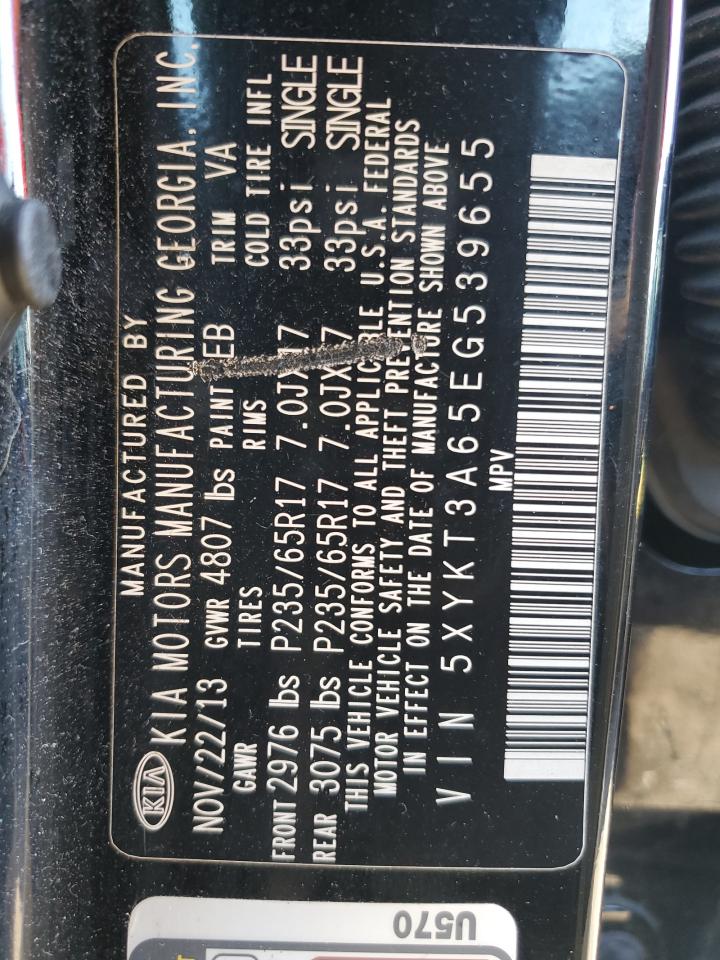 MANUFACTURED BY
KIA KIA MOTORS MANUFACTURING GEORGIA, INC.
NOV/22/13 GVWR 4807 lbs PAINT EB TRIM VA
GAWR TIRES RIMS COLD TIRE INFL
FRONT 2976 lbs P235/65R17 7.0JX17 33psi SINGLE
REAR 3075 lbs P235/65R17 7.0JX17 33psi SINGLE
THIS VEHICLE CONFORMS TO ALL APPLICABLE U.S.A. FEDERAL
MOTOR VEHICLE SAFETY AND THEFT PREVENTION STANDARDS
IN EFFECT ON THE DATE OF MANUFACTURE SHOWN ABOVE
VIN 5XYKT3A65EG539655
MPV
U570